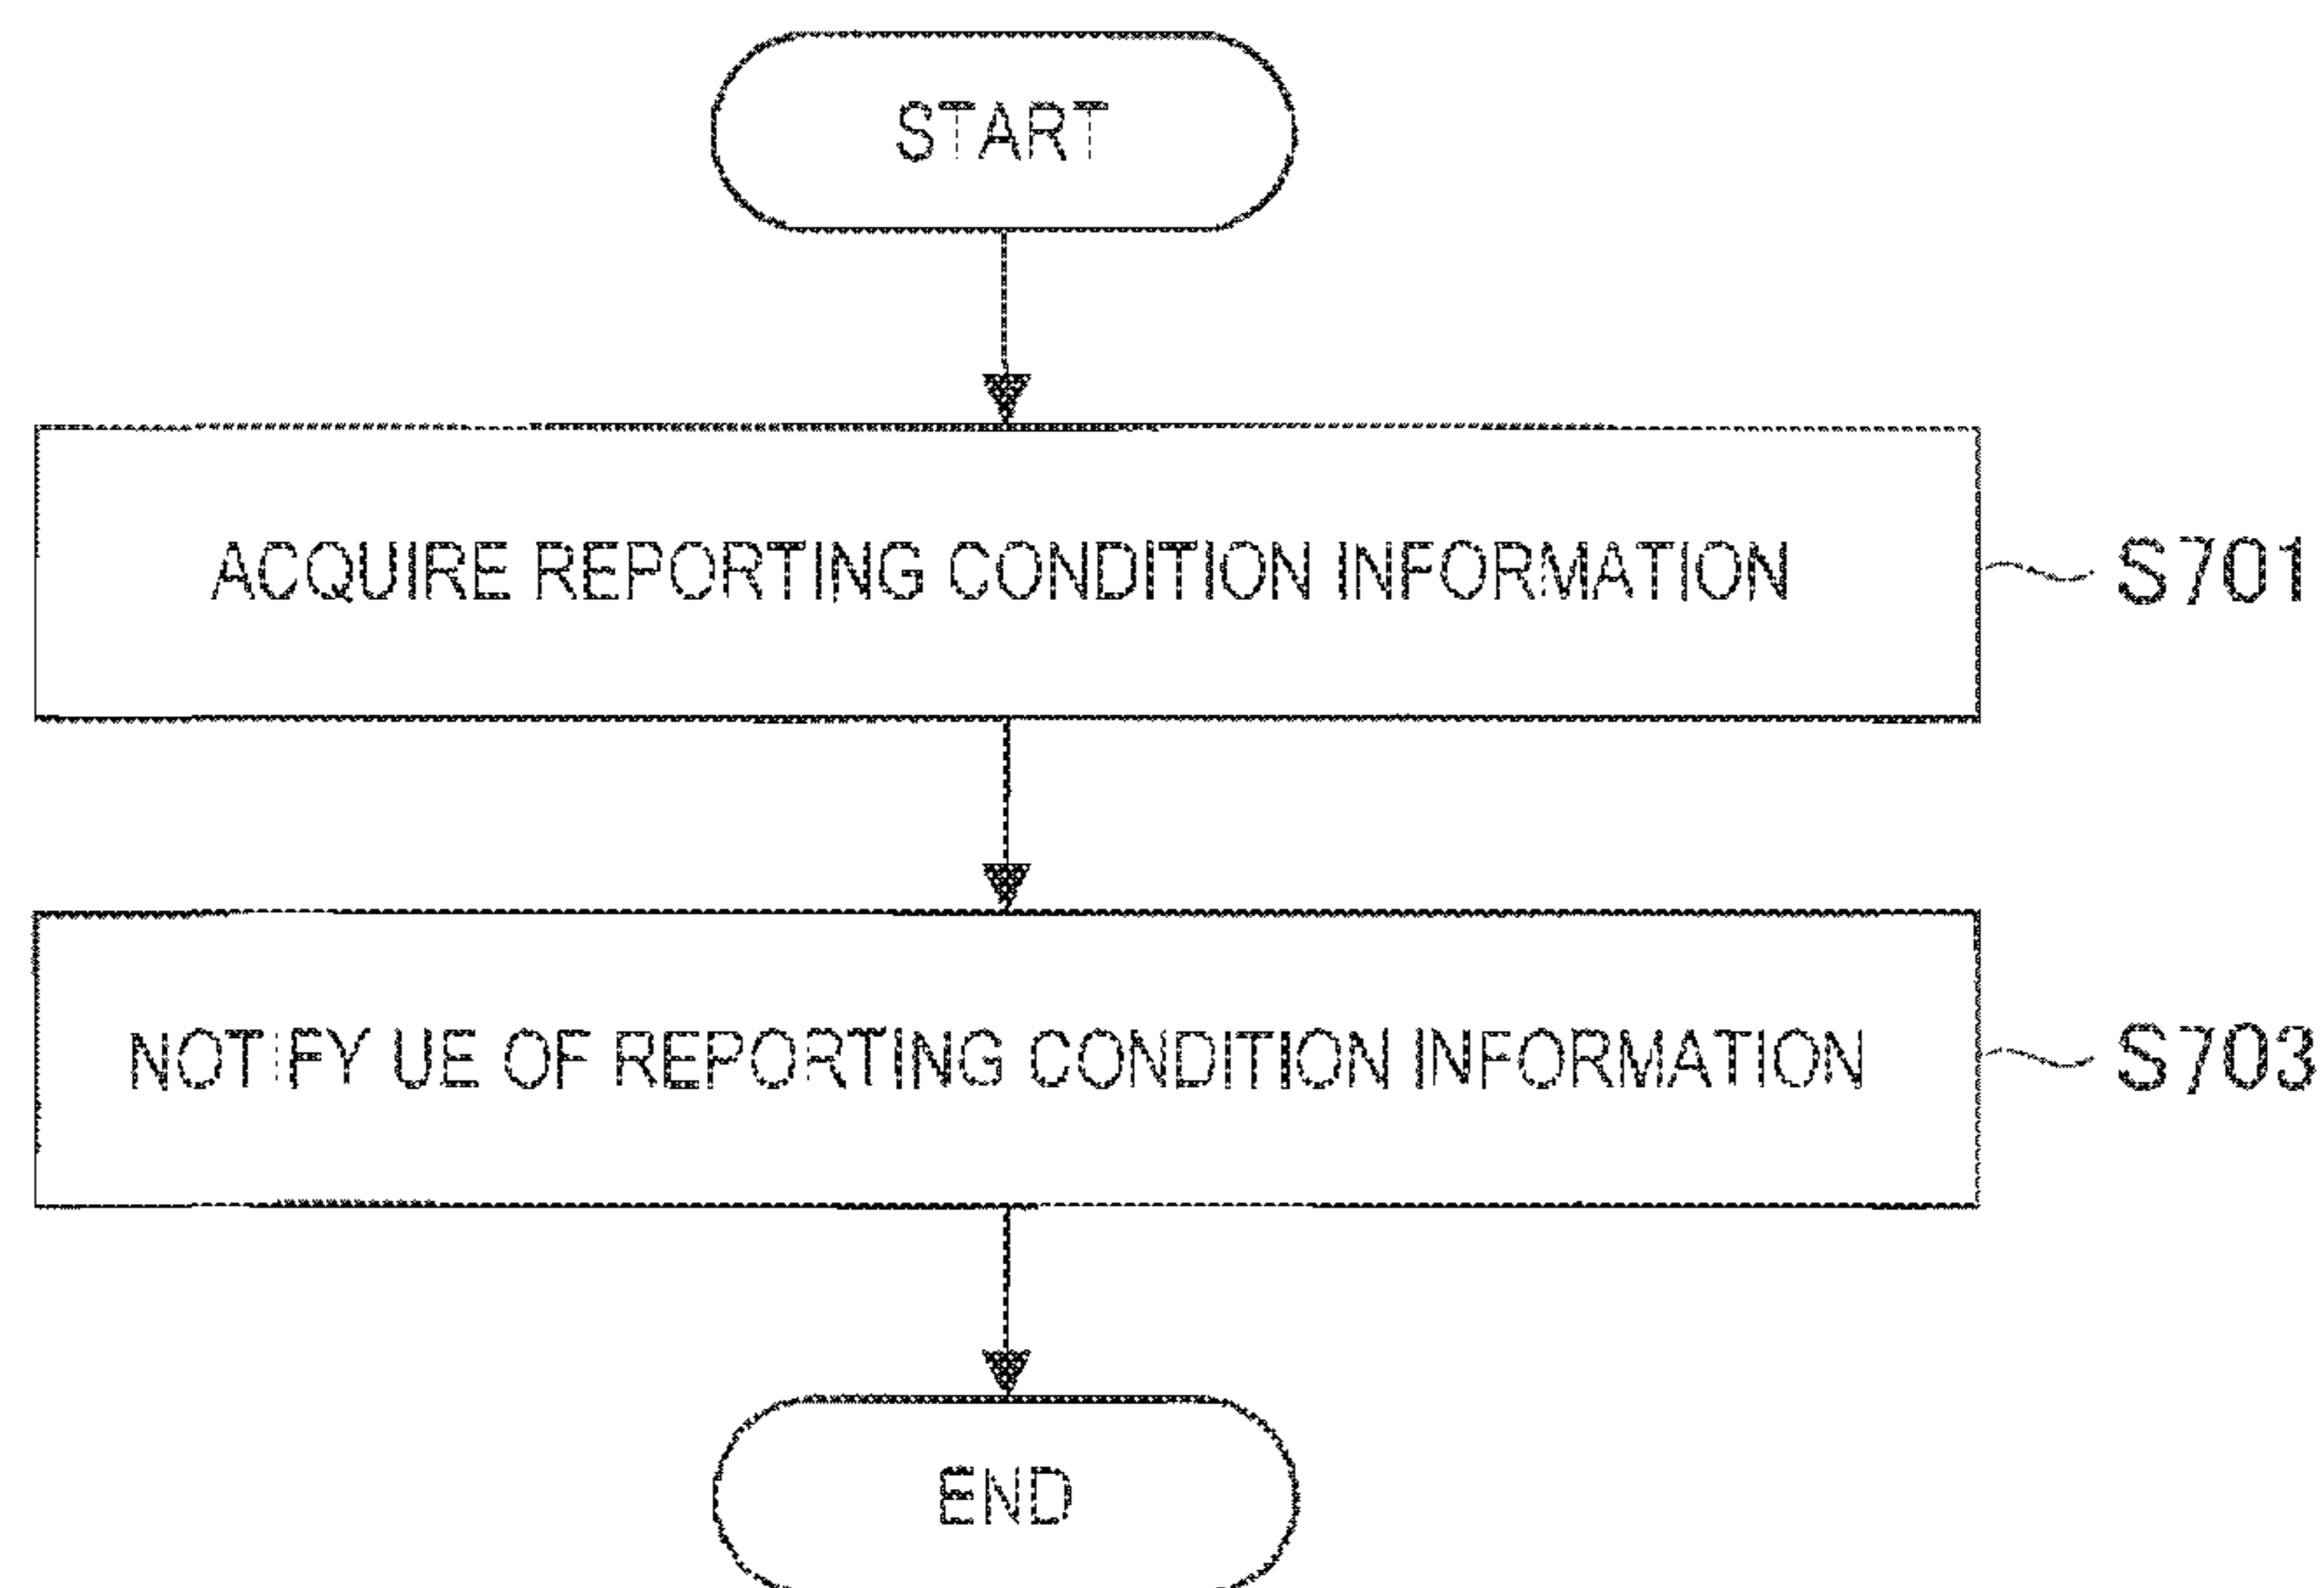 START
ACQUIRE REPORTING CONDITION INFORMATION
S701
NOTIFY UE OF REPORTING CONDITION INFORMATION
S703
END